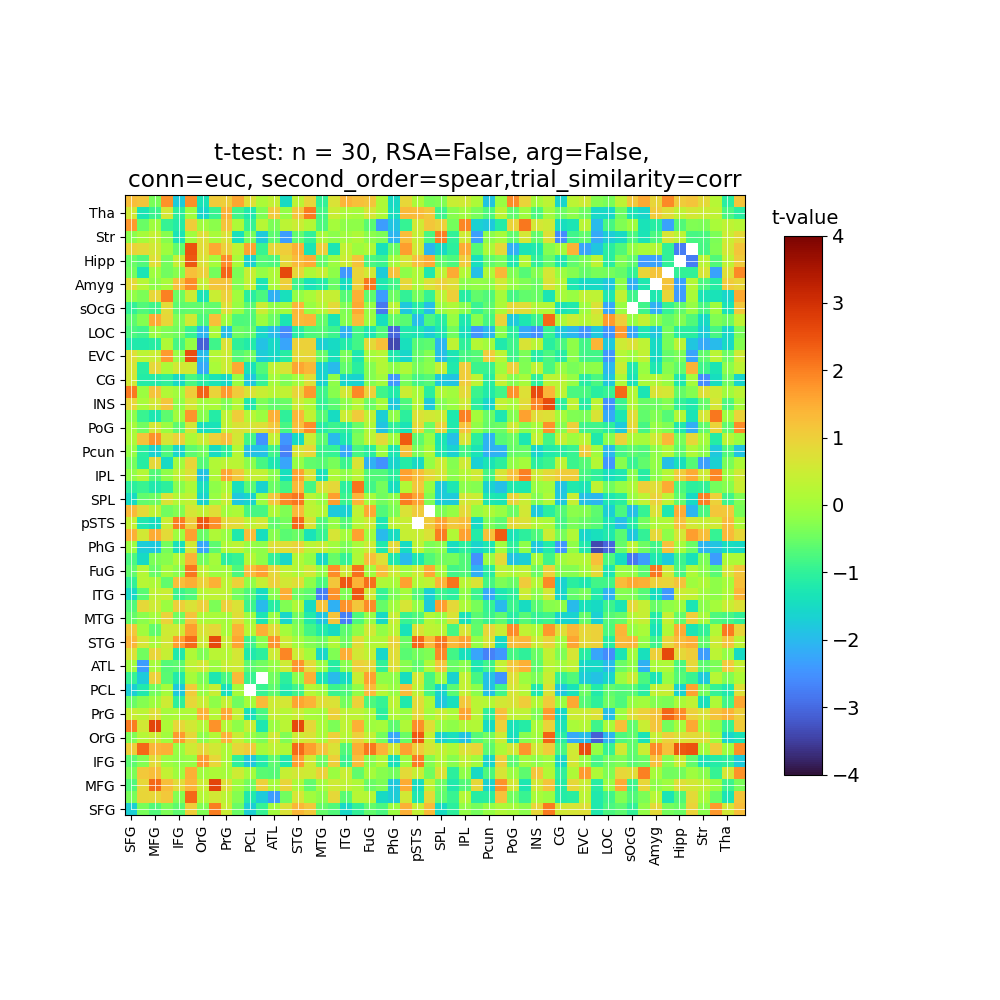 t-test: n = 30, RSA=False, arg=False,
conn=euc, second_order=spear,trial_similarity=corr
t-value
Tha
Str
Hipp
Amyg
sOcG
LOC
EVC
CG
INS
PoG
Pcun
IPL
SPL
pSTS
PhG
FuG
ITG
MTG
STG
ATL
PCL
PrG
OrG
IFG
MFG
SFG
4
3
2
1
0
−1
−2
−3
−4
SFG
MFG
IFG
OrG
PrG
PCL
ATL
STG
MTG
ITG
FuG
PhG
pSTS
SPL
IPL
Pcun
PoG
INS
CG
EVC
LOC
sOcG
Amyg
Hipp
Str
Tha